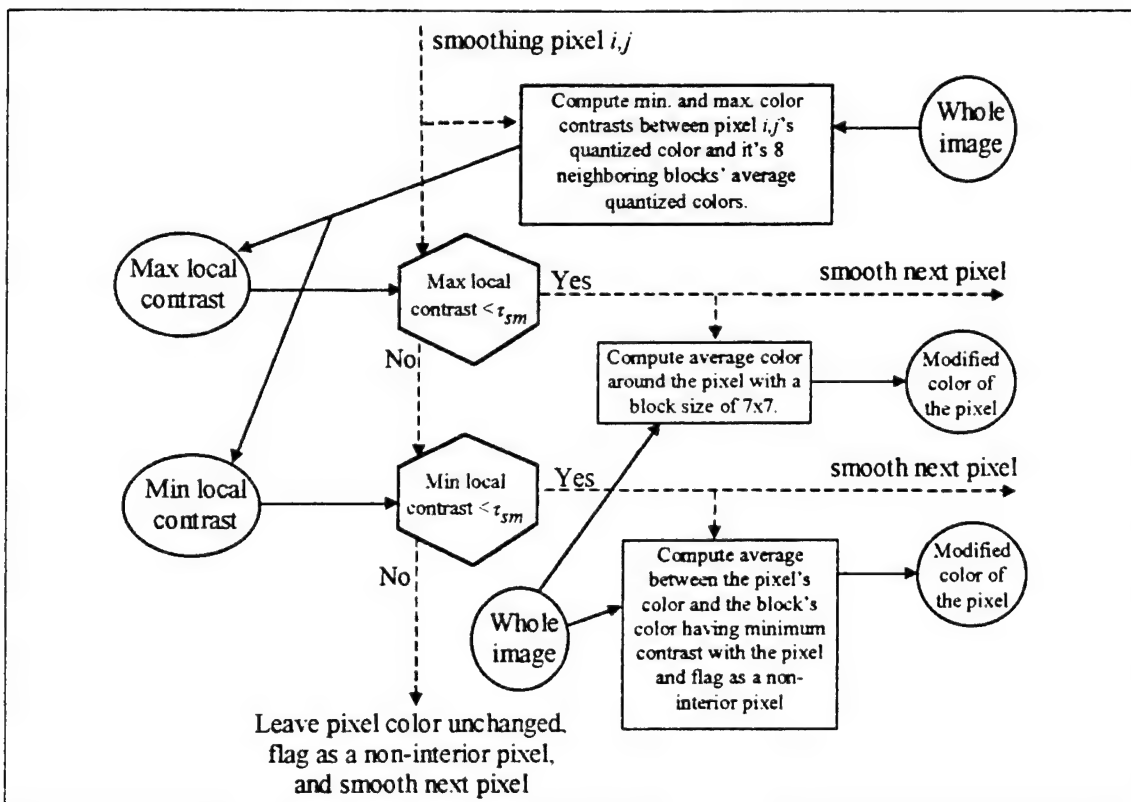 smoothing pixel i,j
Compute min. and max. color
contrasts between pixel i,j's
quantized color and it's 8
neighboring blocks' average
quantized colors.
Whole
image
Max local
contrast
Max local
contrast < τsm
Yes
smooth next pixel
No
Compute average color
around the pixel with a
block size of 7x7.
Modified
color of
the pixel
Min local
contrast
Min local
contrast < τsm
Yes
smooth next pixel
No
Whole
image
Compute average
between the pixel's
color and the block's
color having minimum
contrast with the pixel
and flag as a non-
interior pixel
Modified
color of
the pixel
Leave pixel color unchanged,
flag as a non-interior pixel,
and smooth next pixel